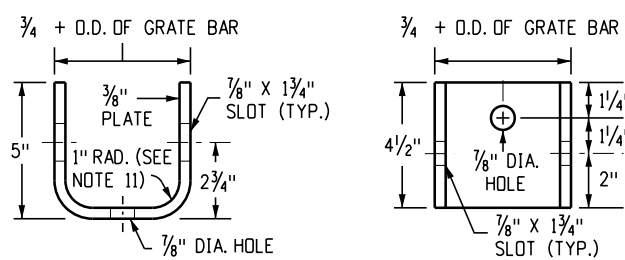 3/4 + O.D. OF GRATE BAR
3/8"
PLATE
7/8" X 1 3/4"
SLOT (TYP.)
5"
1" RAD. (SEE
NOTE 11)
2 3/4"
7/8" DIA. HOLE
3/4 + O.D. OF GRATE BAR
1 1/4"
4 1/2"
1 1/4"
7/8" DIA.
HOLE
2"
7/8" X 1 3/4"
SLOT (TYP.)